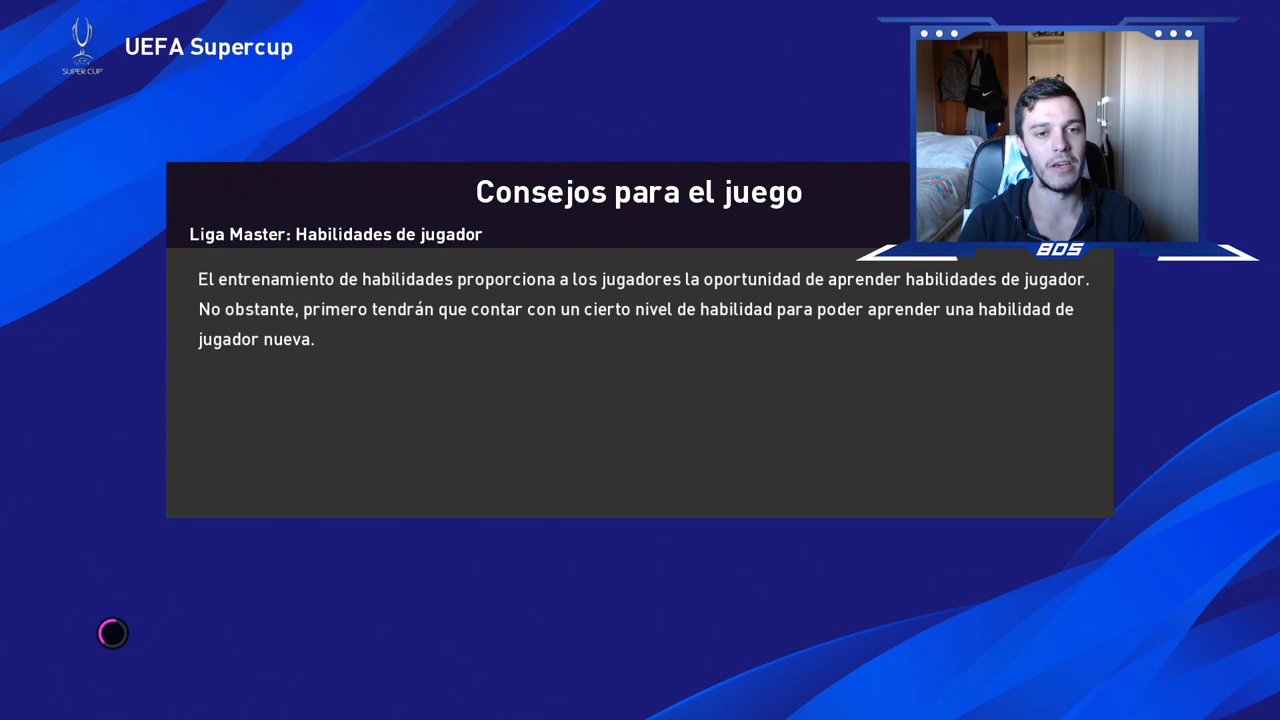 UEFA Supercup
SUPER CUP
Consejos para el juego
Liga Master: Habilidades de jugador
El entrenamiento de habilidades proporciona a los jugadores la oportunidad de aprender habilidades de jugador.
No obstante, primero tendrán que contar con un cierto nivel de habilidad para poder aprender una habilidad de
jugador nueva.
BDS